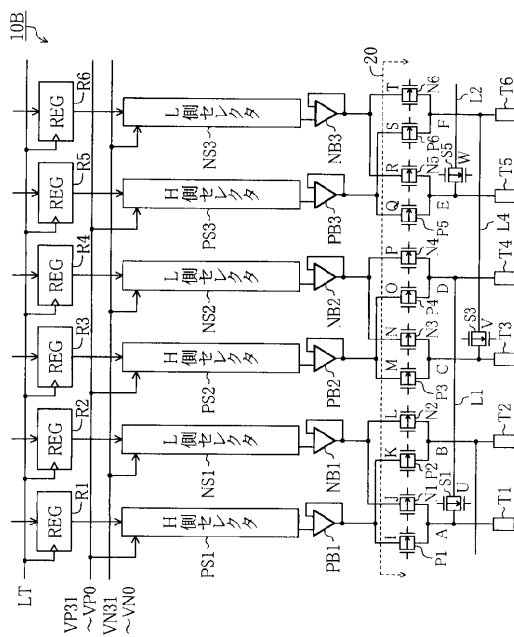 10B
LT
VP31
~VP0
VN31
~VN0
REG REG REG REG REG REG
R1 R2 R3 R4 R5 R6
H側セレクタ L側セレクタ H側セレクタ L側セレクタ H側セレクタ L側セレクタ
PS1 NS1 PS2 NS2 PS3 NS3
PB1 NB1 PB2 NB2 PB3 NB3
20
I J K L M N O P Q R S T
P1 N1 P2 N2 P3 N3 P4 N4 P5 N5 P6 N6
A B C D E F
S1 S3 S5
U V W
L1 L4 L2
T1 T2 T3 T4 T5 T6